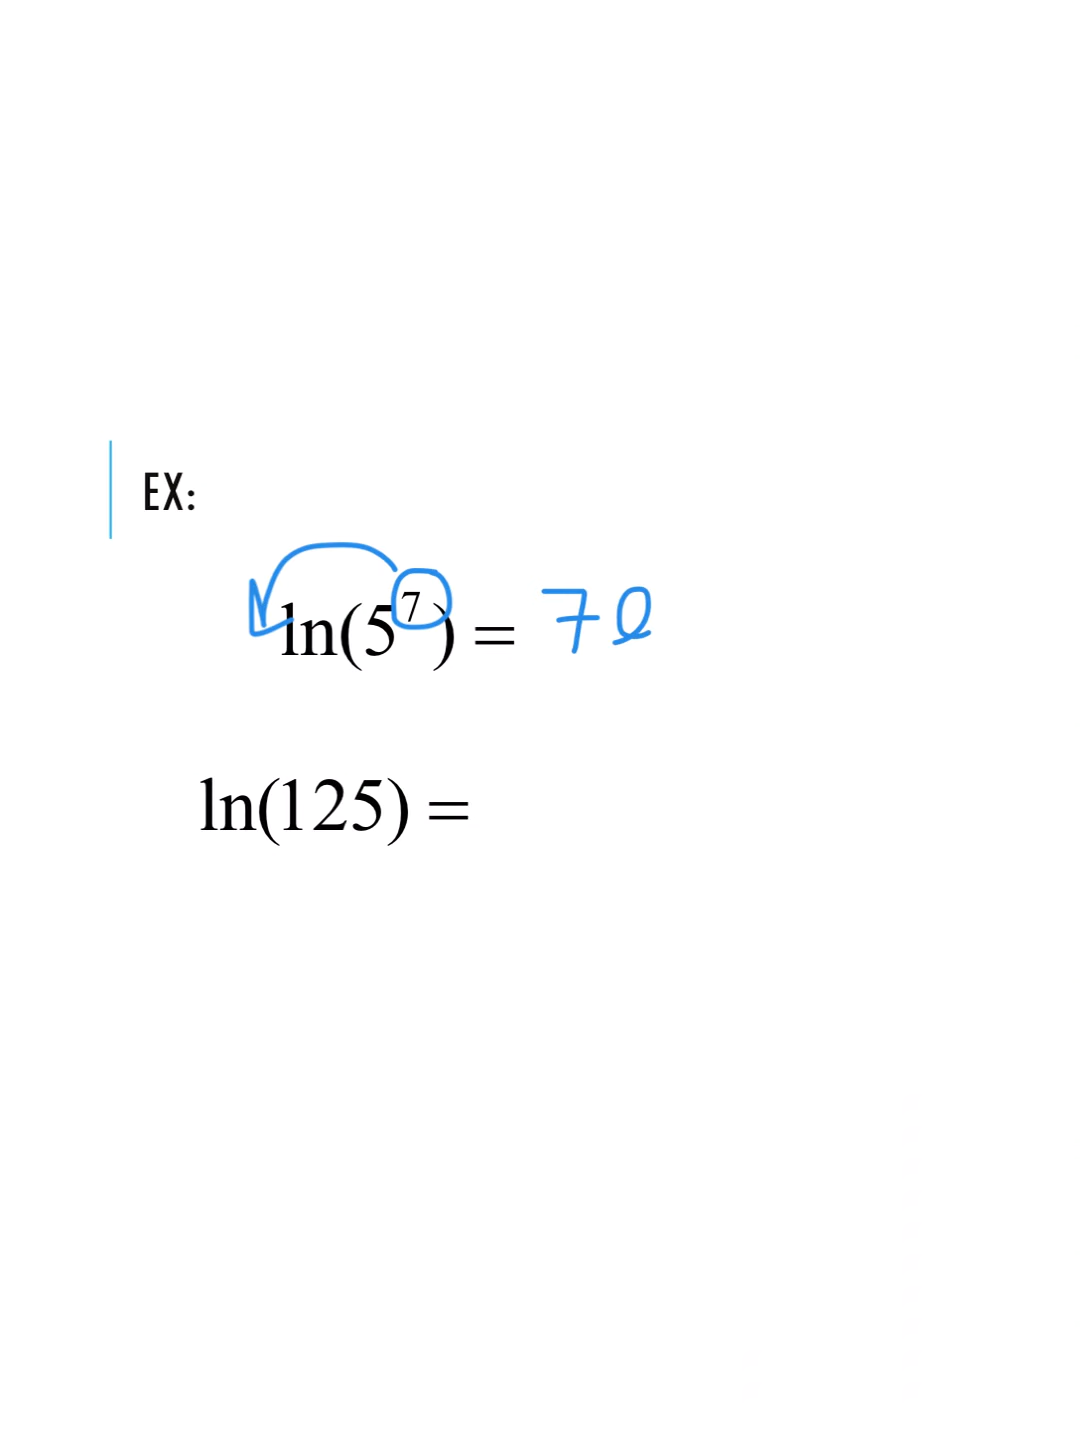 EX:
ln(5⁷) = 7l
ln(125) =